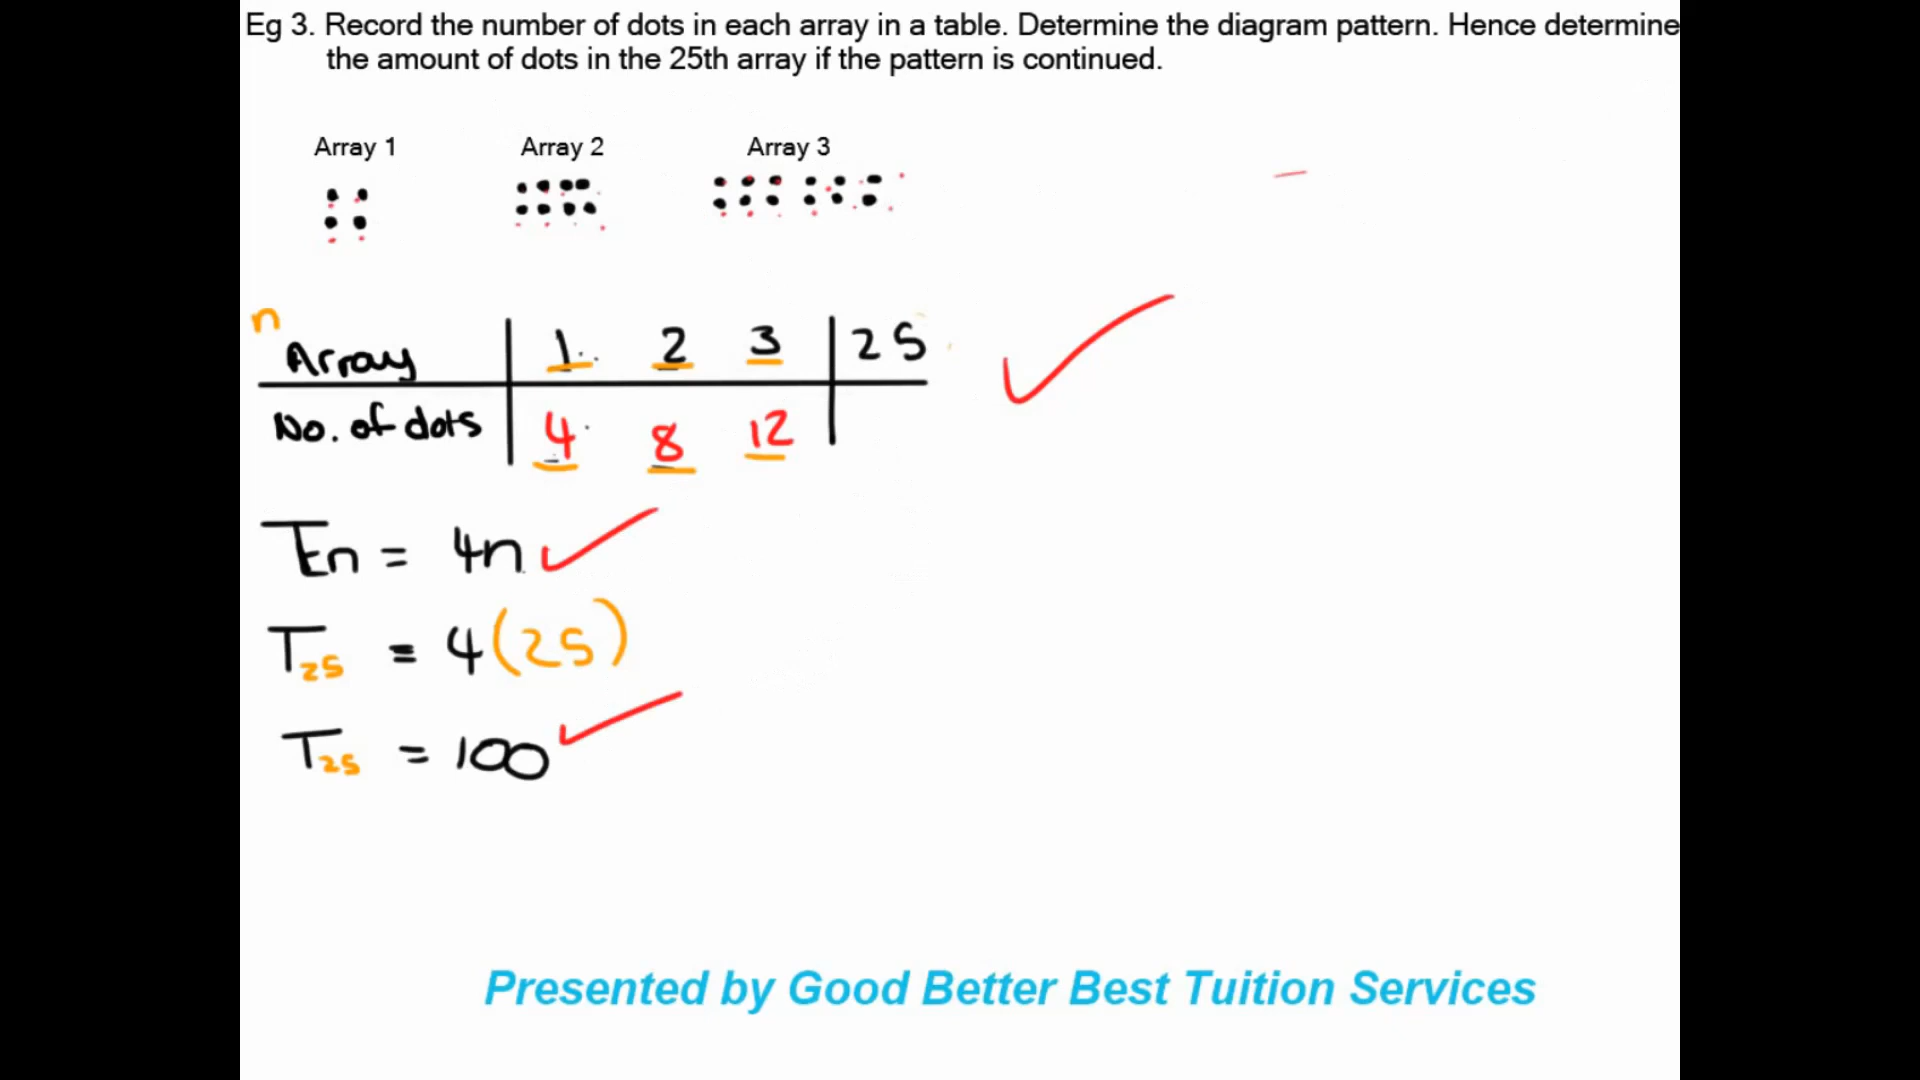 Eg 3. Record the number of dots in each array in a table. Determine the diagram pattern. Hence determine
the amount of dots in the 25th array if the pattern is continued.
Array 1 Array 2 Array 3
n
Array 1 2 3 25
No. of dots 4 8 12
Tn = 4n
T25 = 4(25)
T25 = 100
Presented by Good Better Best Tuition Services